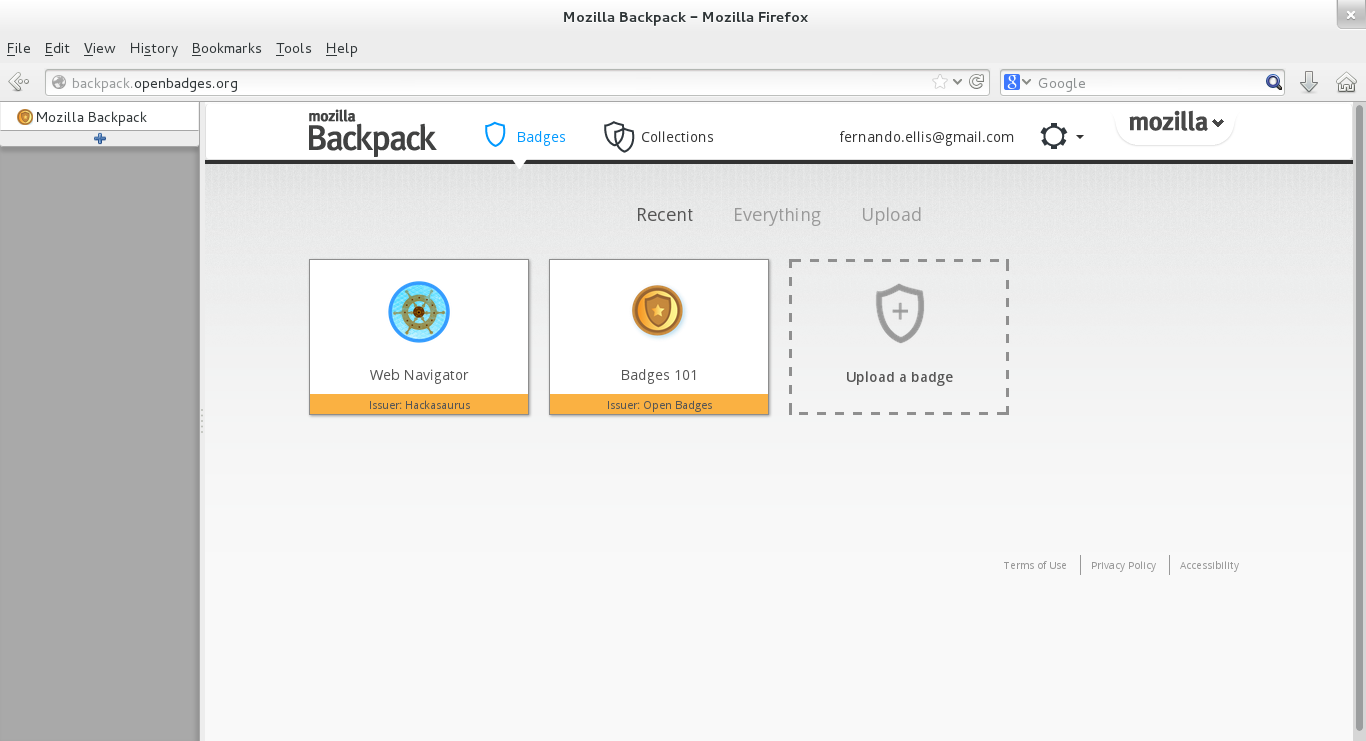 Mozilla Backpack – Mozilla Firefox
File Edit View History Bookmarks Tools Help
backpack.openbadges.org
8 Google
Mozilla Backpack
mozilla
Backpack
Badges
Collections
fernando.ellis@gmail.com
mozilla
Recent Everything Upload
Web Navigator
Issuer: Hackasaurus
Badges 101
Issuer: Open Badges
Upload a badge
Terms of Use
Privacy Policy
Accessibility